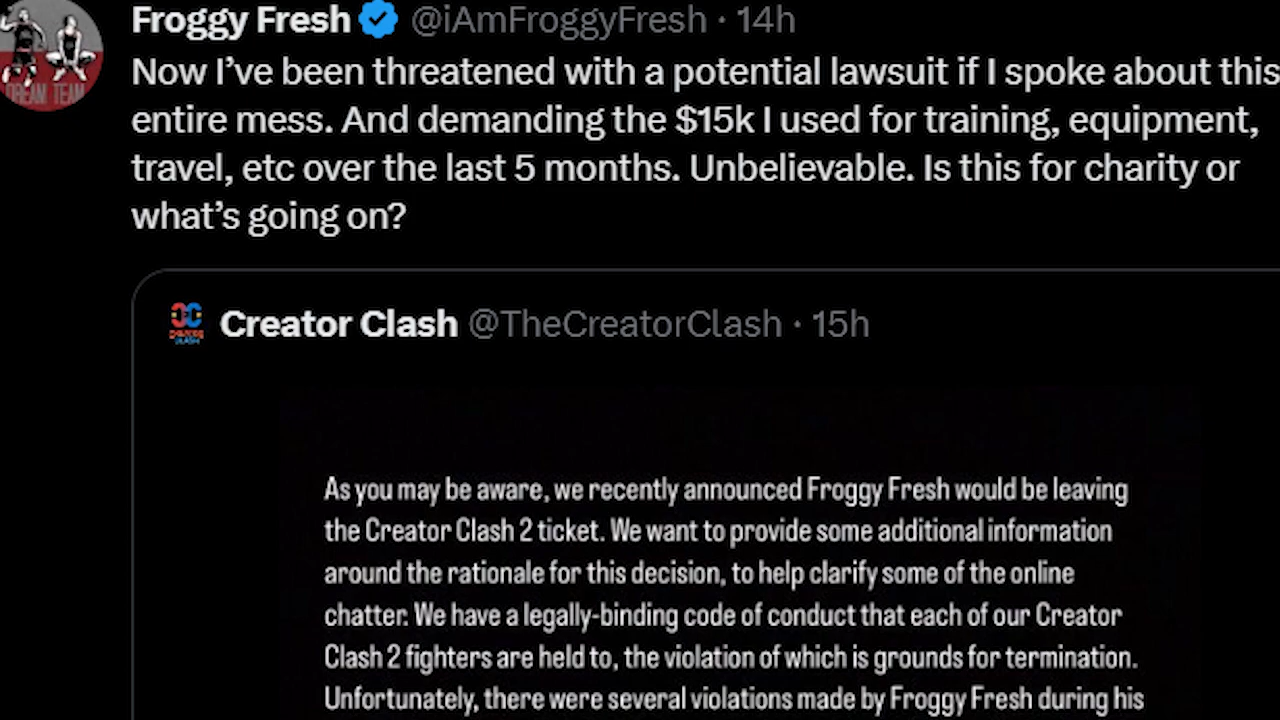 Froggy Fresh @iAmFroggyFresh · 14h
Now I’ve been threatened with a potential lawsuit if I spoke about this
entire mess. And demanding the $15k I used for training, equipment,
travel, etc over the last 5 months. Unbelievable. Is this for charity or
what’s going on?
DREAM TEAM
Creator Clash @TheCreatorClash · 15h
As you may be aware, we recently announced Froggy Fresh would be leaving
the Creator Clash 2 ticket. We want to provide some additional information
around the rationale for this decision, to help clarify some of the online
chatter. We have a legally-binding code of conduct that each of our Creator
Clash 2 fighters are held to, the violation of which is grounds for termination.
Unfortunately, there were several violations made by Froggy Fresh during his